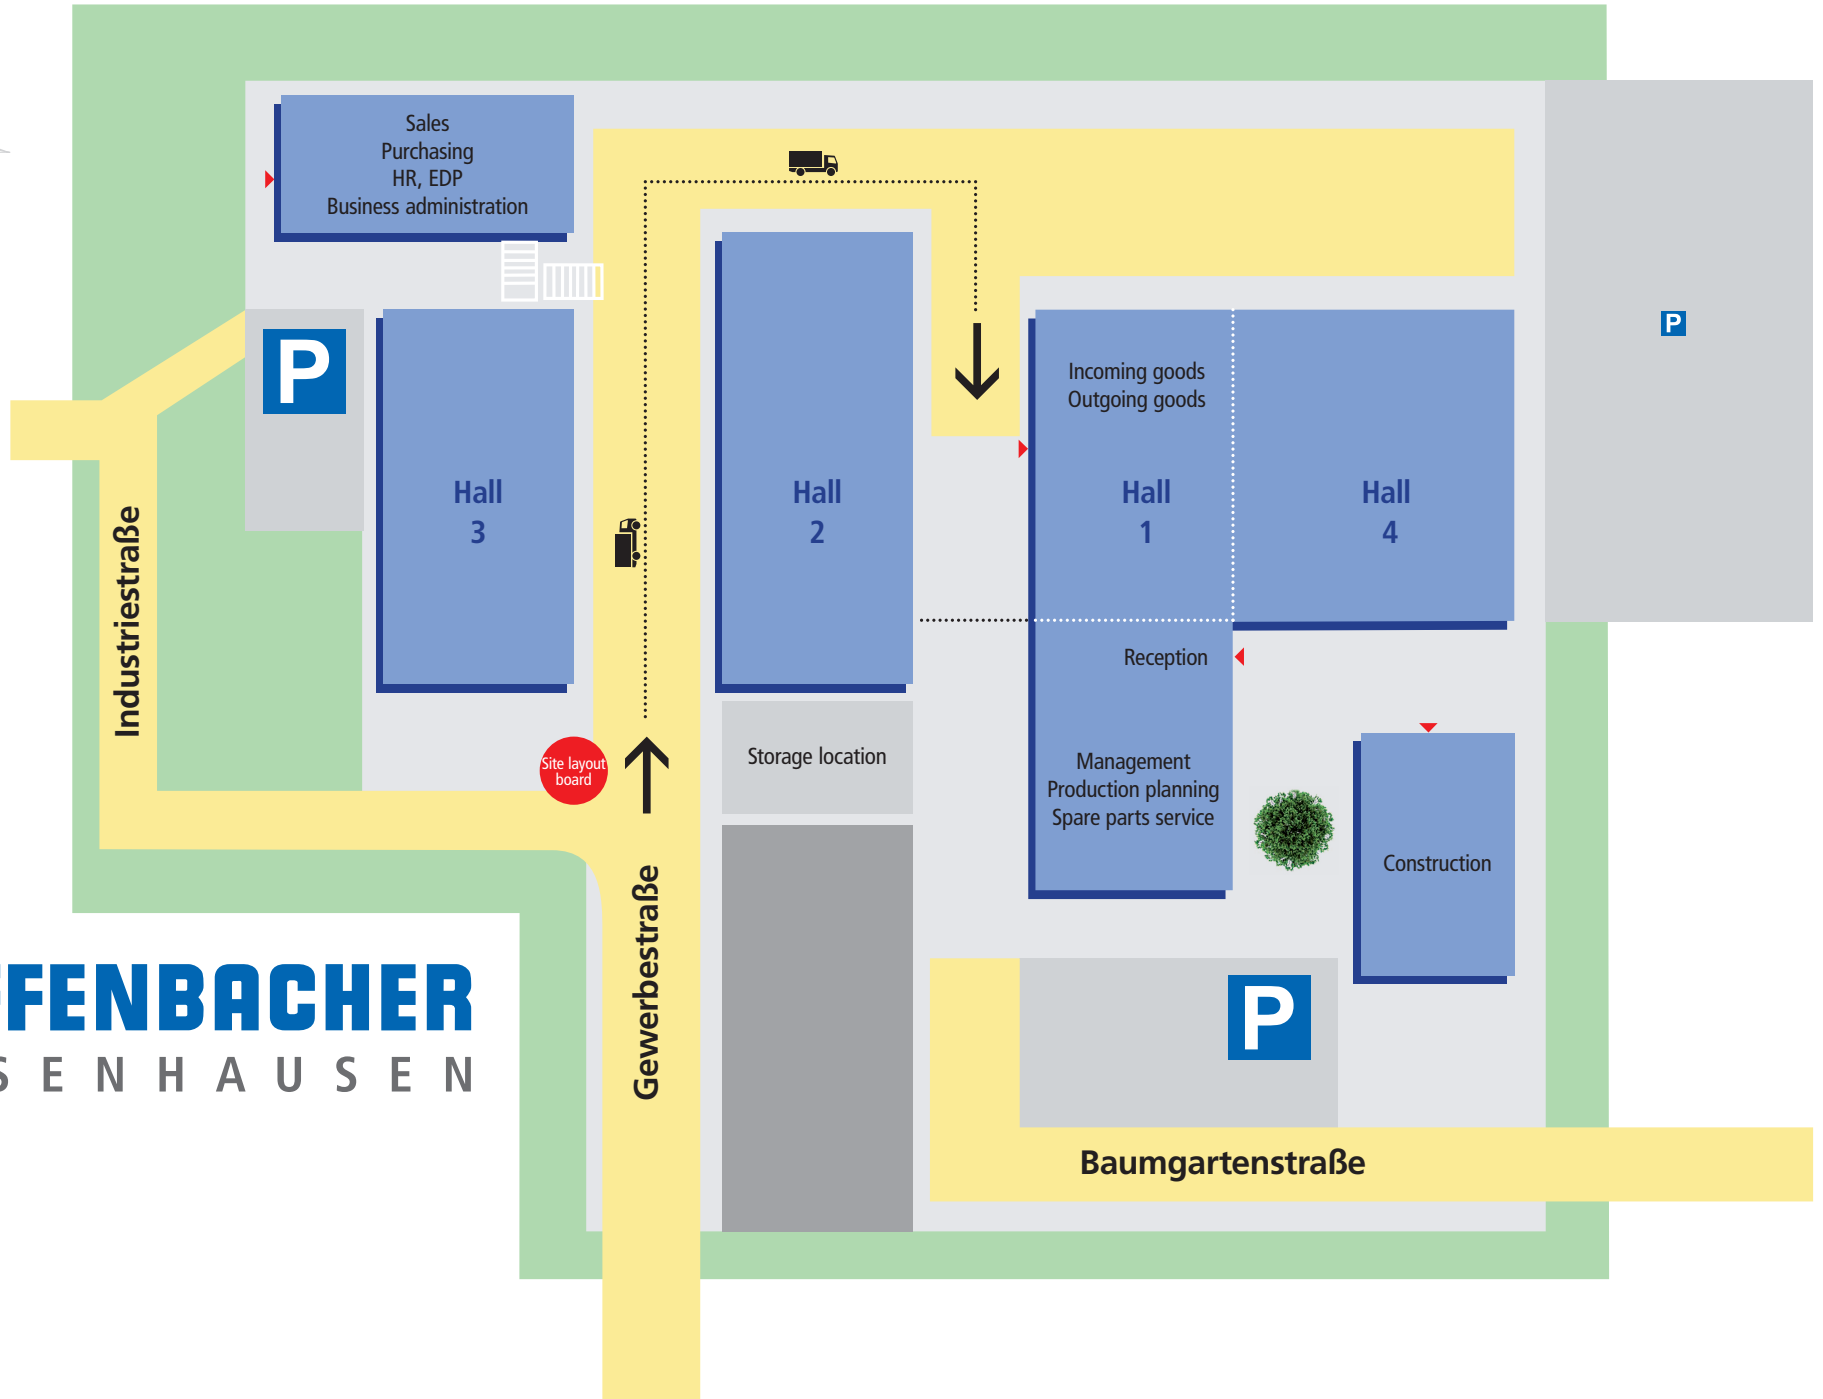 Sales
Purchasing
HR, EDP
Business administration
P
P
Incoming goods
Outgoing goods
Hall
3
Hall
2
Hall
1
Hall
4
Industriestraße
Reception
Site layout
board
Storage location
Management
Production planning
Spare parts service
Construction
Gewerbestraße
FENBACHER
SENHAUSEN
P
Baumgartenstraße